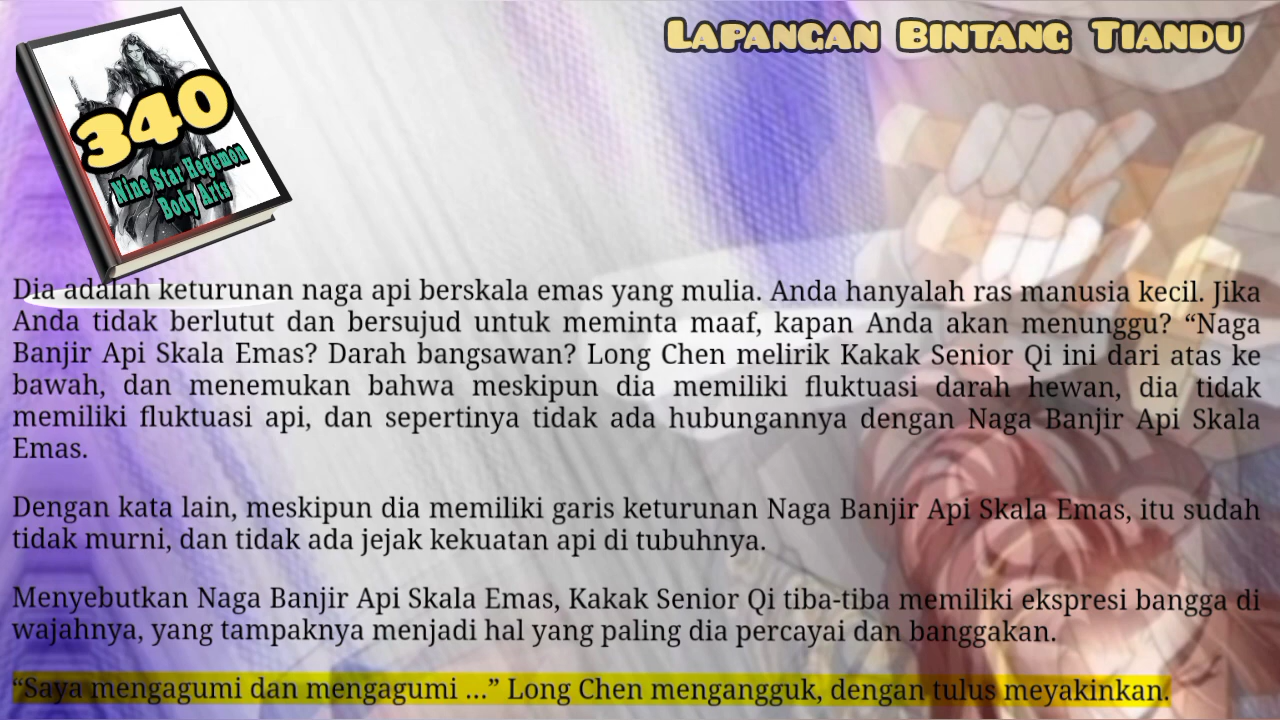 Lapangan Bintang Tiandu
340
Nine Star Hegemon
Body Arts
Dia adalah keturunan naga api berskala emas yang mulia. Anda hanyalah ras manusia kecil. Jika
Anda tidak berlutut dan bersujud untuk meminta maaf, kapan Anda akan menunggu? “Naga
Banjir Api Skala Emas? Darah bangsawan? Long Chen melirik Kakak Senior Qi ini dari atas ke
bawah, dan menemukan bahwa meskipun dia memiliki fluktuasi darah hewan, dia tidak
memiliki fluktuasi api, dan sepertinya tidak ada hubungannya dengan Naga Banjir Api Skala
Emas.
Dengan kata lain, meskipun dia memiliki garis keturunan Naga Banjir Api Skala Emas, itu sudah
tidak murni, dan tidak ada jejak kekuatan api di tubuhnya.
Menyebutkan Naga Banjir Api Skala Emas, Kakak Senior Qi tiba-tiba memiliki ekspresi bangga di
wajahnya, yang tampaknya menjadi hal yang paling dia percayai dan banggakan.
“Saya mengagumi dan mengagumi ...” Long Chen mengangguk, dengan tulus meyakinkan.